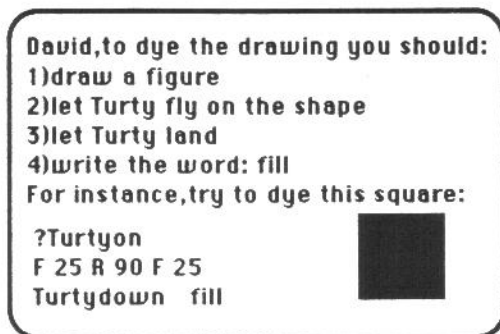 David,to dye the drawing you should:
1)draw a figure
2)let Turty fly on the shape
3)let Turty land
4)write the word: fill
For instance,try to dye this square:
?Turtyon
F 25 R 90 F 25
Turtydown fill